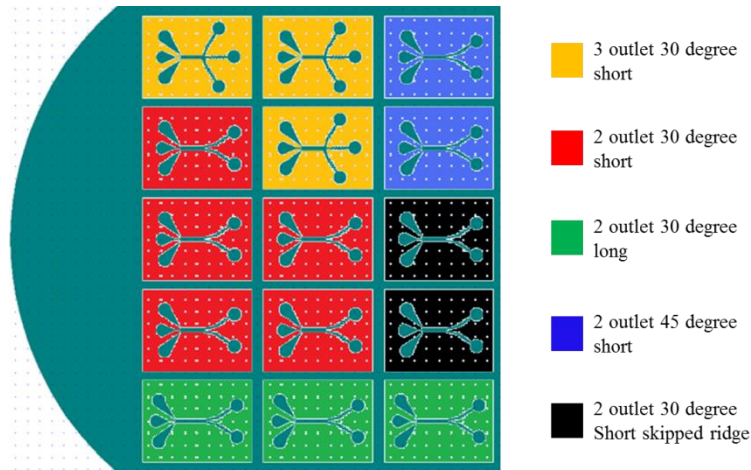 3 outlet 30 degree
short
2 outlet 30 degree
short
2 outlet 30 degree
long
2 outlet 45 degree
short
2 outlet 30 degree
Short skipped ridge